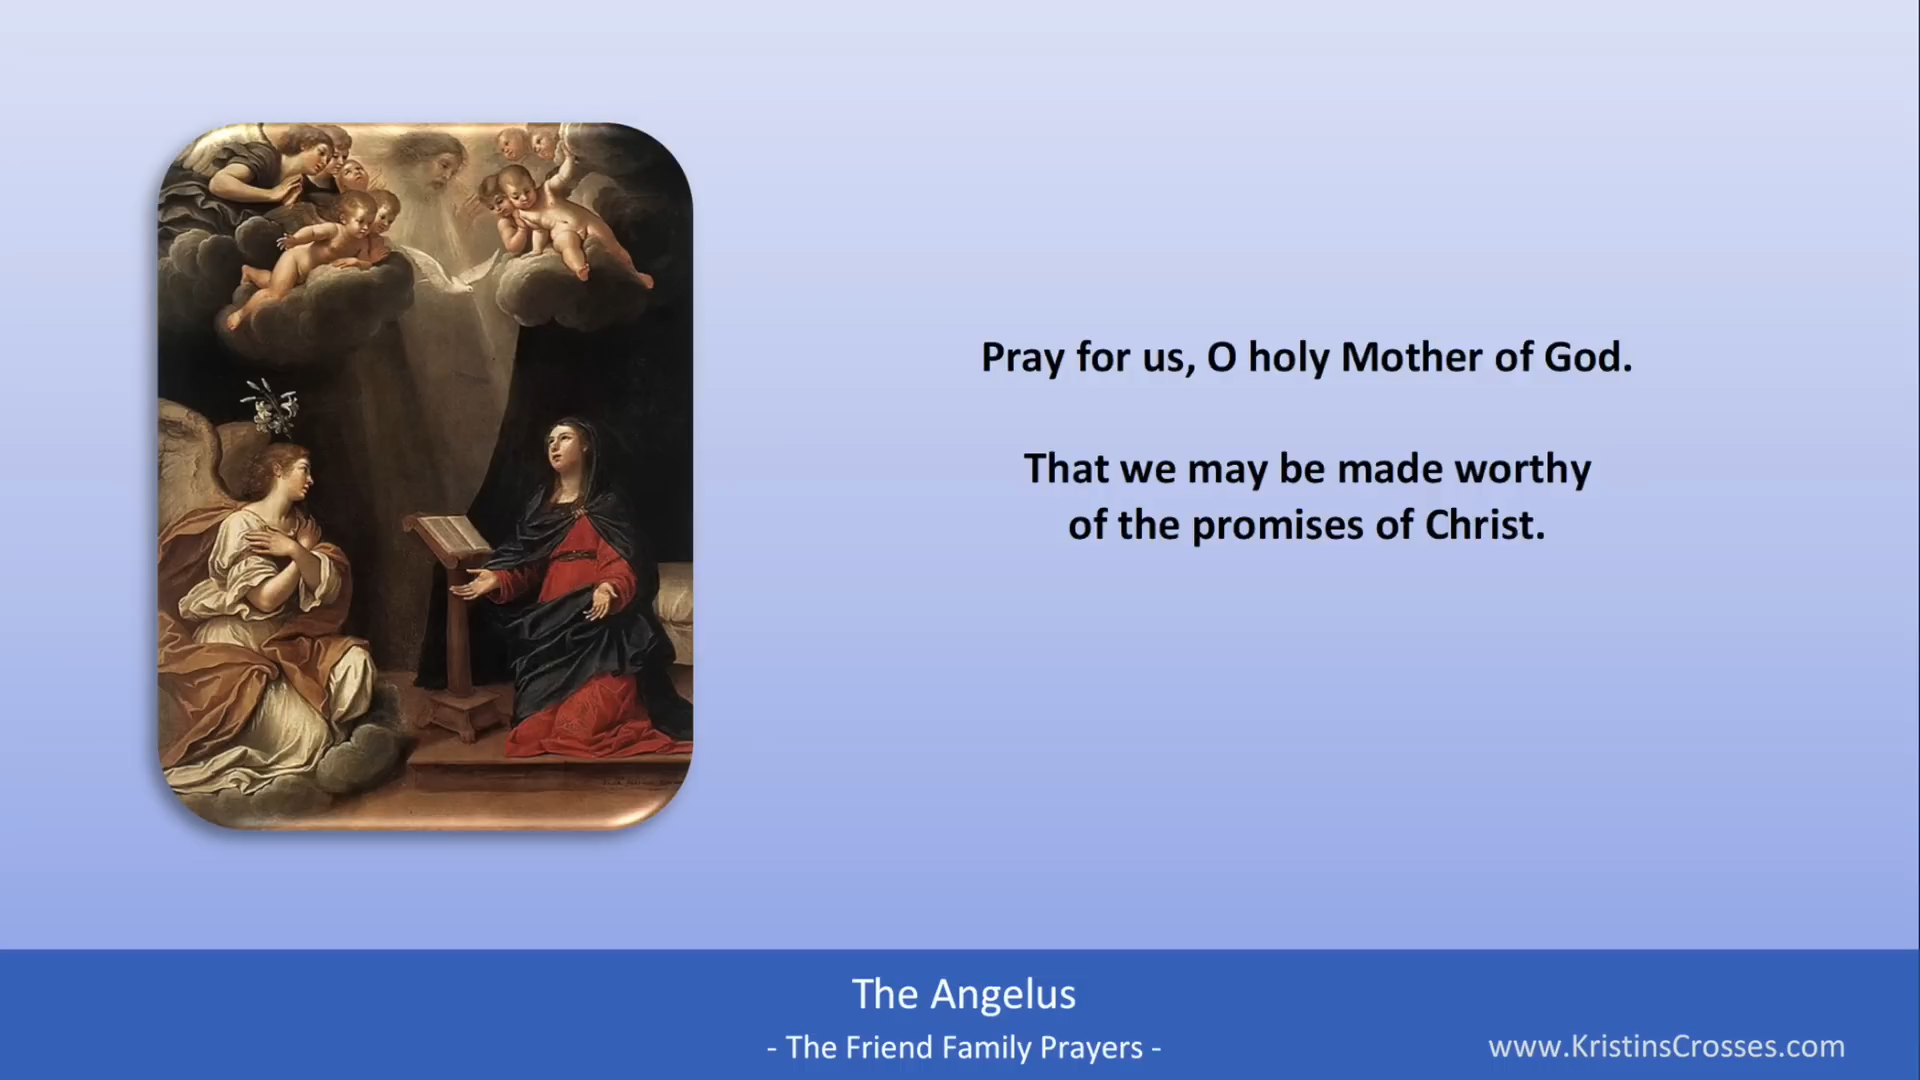 Pray for us, O holy Mother of God.
That we may be made worthy
of the promises of Christ.
The Angelus
- The Friend Family Prayers -
www.KristinsCrosses.com